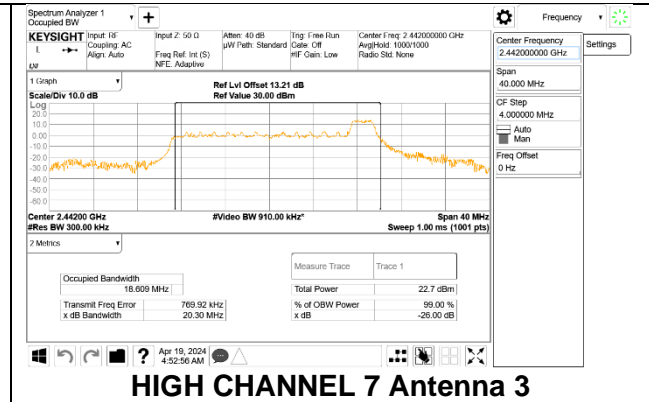 Spectrum Analyzer 1
Occupied BW
+
Frequency
KEYSIGHT
L
Input: RF
Coupling: AC
Align: Auto
Input Z: 50 Ω
Freq Ref: Int (S)
NFE: Adaptive
Atten: 40 dB
µW Path: Standard
Trig: Free Run
Gate: Off
#IF Gain: Low
Center Freq: 2.442000000 GHz
Avg|Hold: 1000/1000
Radio Std: None
Center Frequency
2.442000000 GHz
Settings
Span
40.000 MHz
CF Step
4.000000 MHz
Auto
Man
Freq Offset
0 Hz
1 Graph
Scale/Div 10.0 dB
Ref Lvl Offset 13.21 dB
Ref Value 30.00 dBm
Log
20.0
10.0
0.00
-10.0
-20.0
-30.0
-40.0
-50.0
-60.0
Center 2.44200 GHz
#Res BW 300.00 kHz
#Video BW 910.00 kHz*
Span 40 MHz
Sweep 1.00 ms (1001 pts)
2 Metrics
Measure Trace
Trace 1
Occupied Bandwidth
18.609 MHz
Total Power
22.7 dBm
Transmit Freq Error
769.92 kHz
% of OBW Power
99.00 %
x dB Bandwidth
20.30 MHz
x dB
-26.00 dB
?
Apr 19, 2024
4:52:56 AM
HIGH CHANNEL 7 Antenna 3